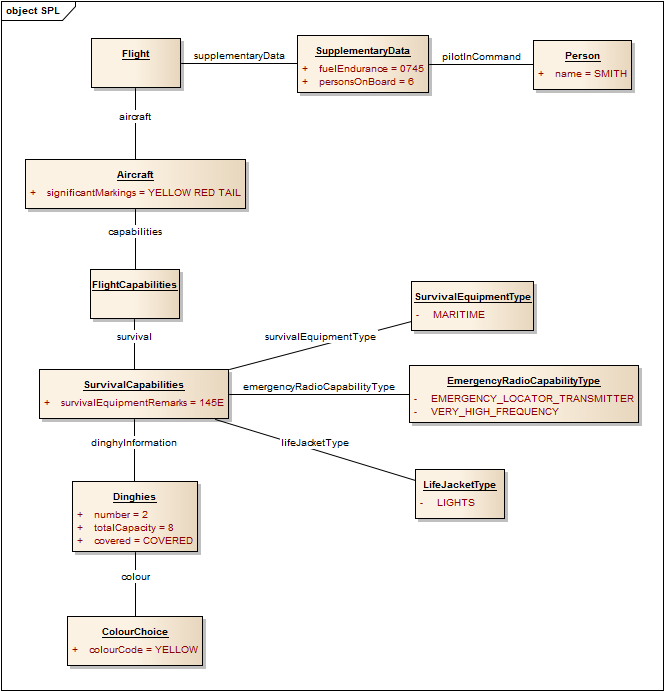 object SPL
Flight
supplementaryData
SupplementaryData
+ fuelEndurance = 0745
+ personsOnBoard = 6
pilotInCommand
Person
+ name = SMITH
aircraft
Aircraft
+ significantMarkings = YELLOW RED TAIL
capabilities
FlightCapabilities
survival
SurvivalEquipmentType
- MARITIME
survivalEquipmentType
SurvivalCapabilities
+ survivalEquipmentRemarks = 145E
emergencyRadioCapabilityType
EmergencyRadioCapabilityType
- EMERGENCY_LOCATOR_TRANSMITTER
- VERY_HIGH_FREQUENCY
dinghyInformation
lifeJacketType
LifeJacketType
- LIGHTS
Dinghies
+ number = 2
+ totalCapacity = 8
+ covered = COVERED
colour
ColourChoice
+ colourCode = YELLOW